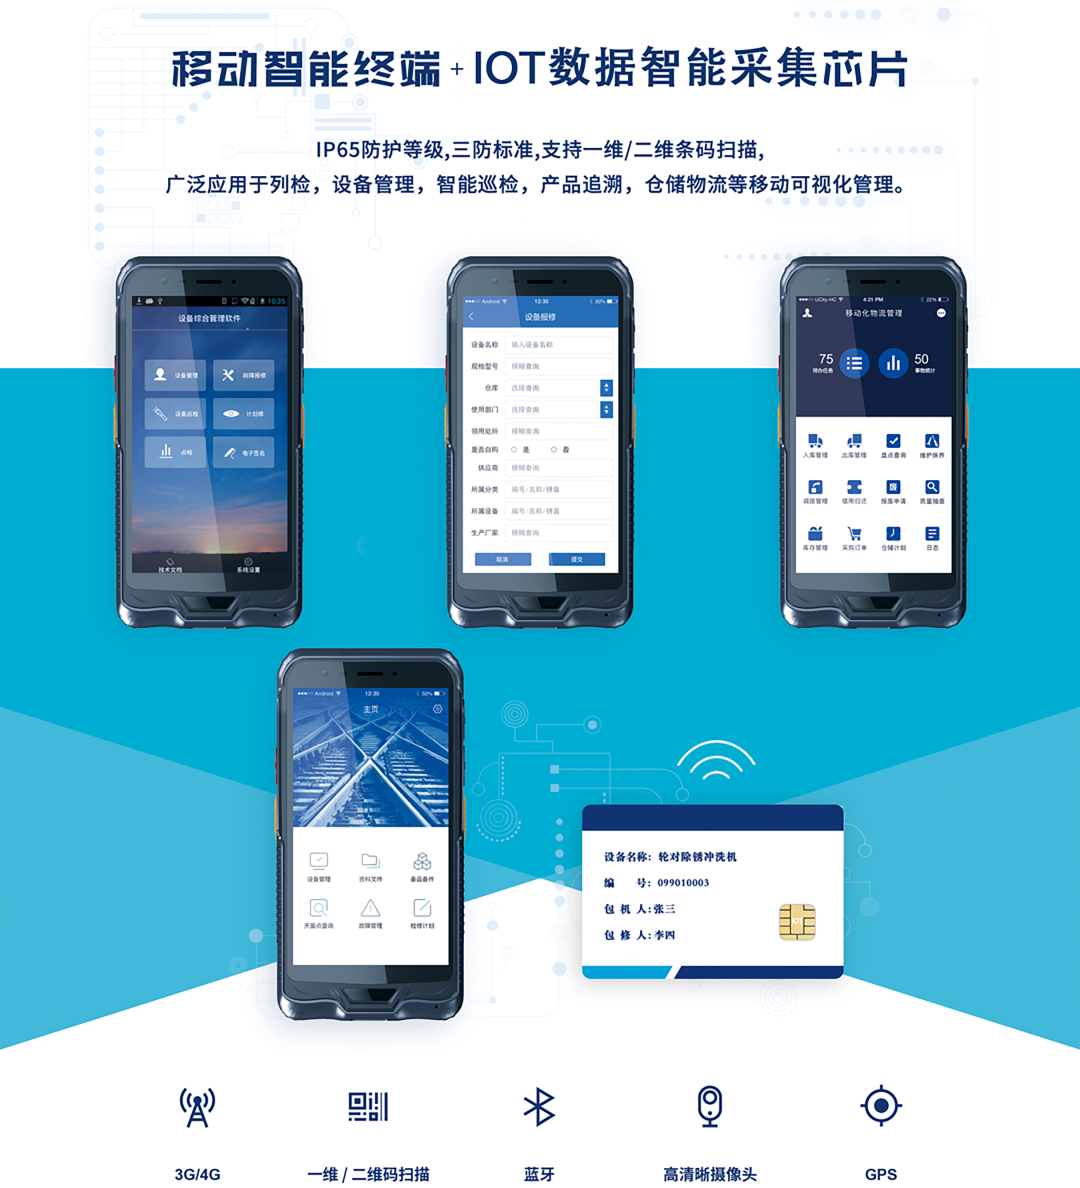 移动智能终端+IOT数据智能采集芯片
IP65防护等级,三防标准,支持一维/二维条码扫描,
广泛应用于列检，设备管理，智能巡检，产品追溯，仓储物流等移动可视化管理。
10:35
设备综合管理软件
设备管理
故障报修
设备巡检
计划修
点检
电子签名
技术文档
系统设置
Android
12:30
50%
设备报修
设备名称
输入设备名称
规格型号
模糊查询
仓库
选择查询
使用部门
选择查询
领用处所
模糊查询
是否自购
是
否
供应商
模糊查询
所属分类
编号/名称/拼音
所属设备
编号/名称/拼音
生产厂家
模糊查询
取消
提交
UCity-HC
4:21 PM
22%
移动化物流管理
75
待办任务
50
事物统计
入库管理
出库管理
盘点查询
维护保养
调拨管理
借用归还
报废申请
质量抽查
库存管理
采购订单
仓储计划
日志
Android
12:30
50%
主页
设备管理
资料文件
备品备件
天窗点查询
故障管理
检修计划
设备名称: 轮对除锈冲洗机
编 号: 099010003
包 机 人:张三
包 修 人:李四
3G/4G
一维 / 二维码扫描
蓝牙
高清晰摄像头
GPS